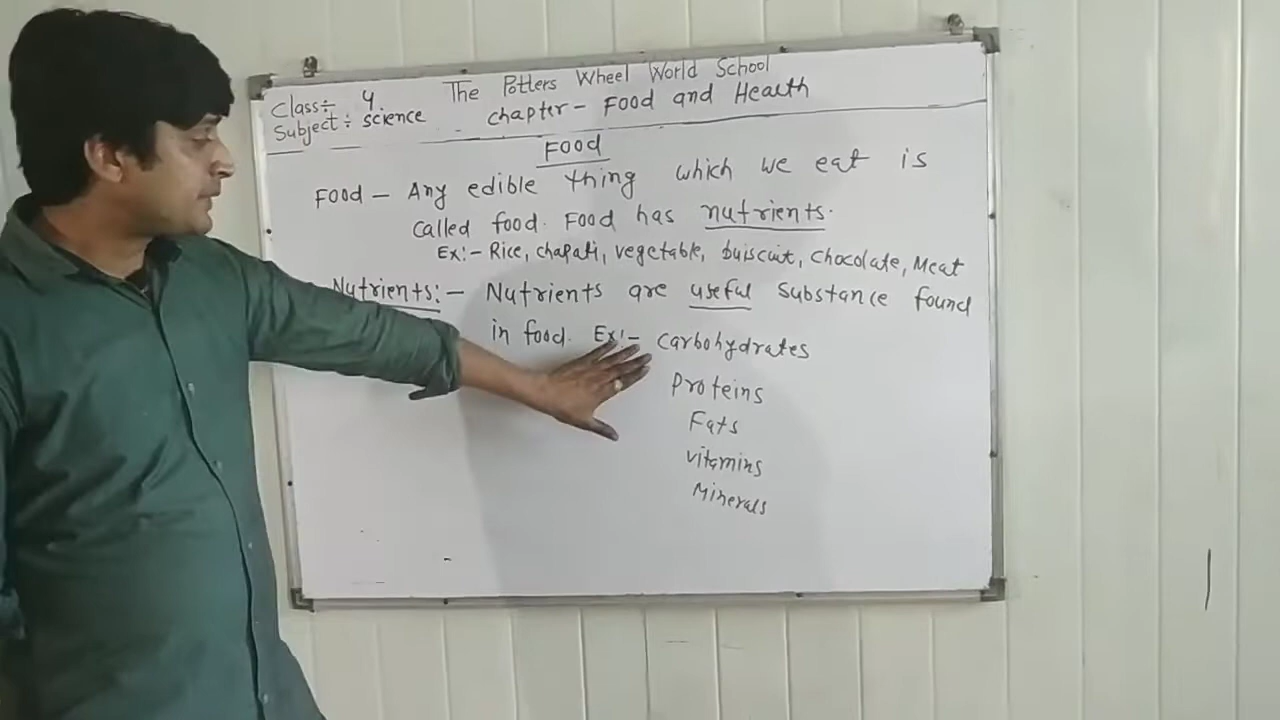 The Potters Wheel World School
Class÷ 4
Subject÷ science
chapter- Food and Health
Food
Food - Any edible thing which we eat is
called food. Food has nutrients.
Ex:- Rice, chapati, vegetable, buiscuit, chocolate, Meat
Nutrients:- Nutrients are useful substance found
in food. Ex:- carbohydrates
Proteins
Fats
vitamins
Minerals